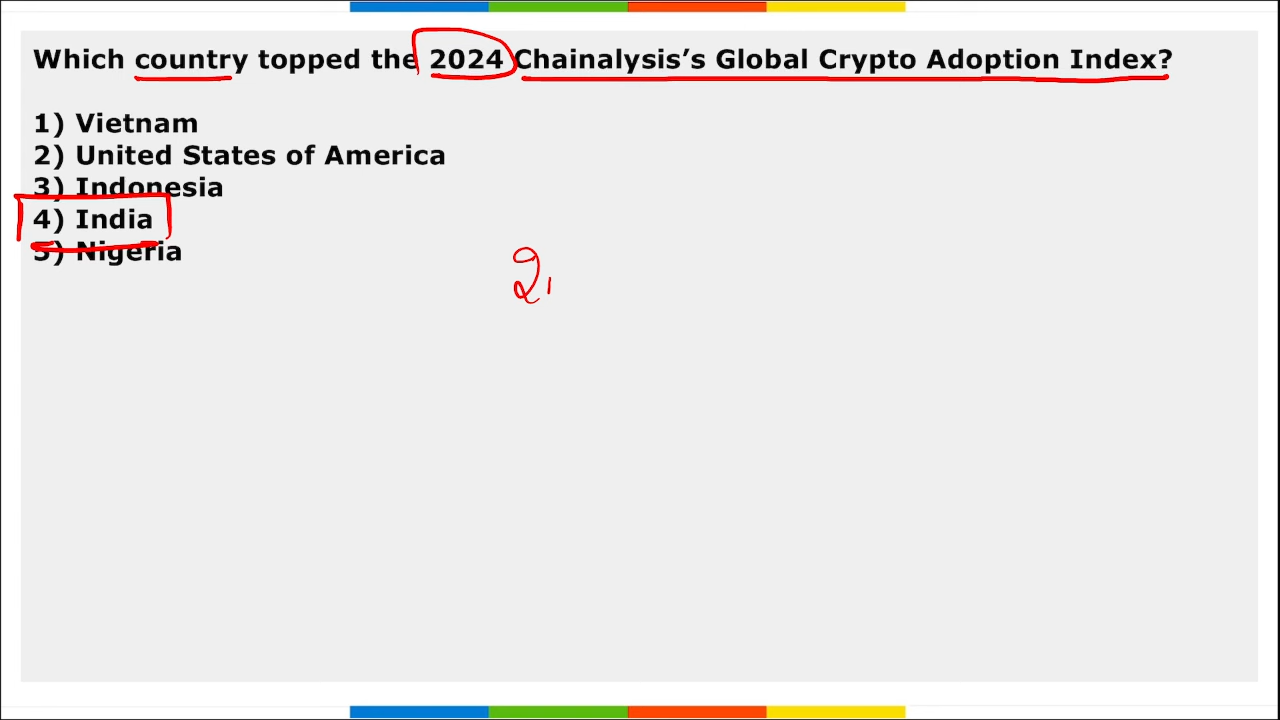 Which country topped the 2024 Chainalysis’s Global Crypto Adoption Index?
1) Vietnam
2) United States of America
3) Indonesia
4) India
5) Nigeria
2